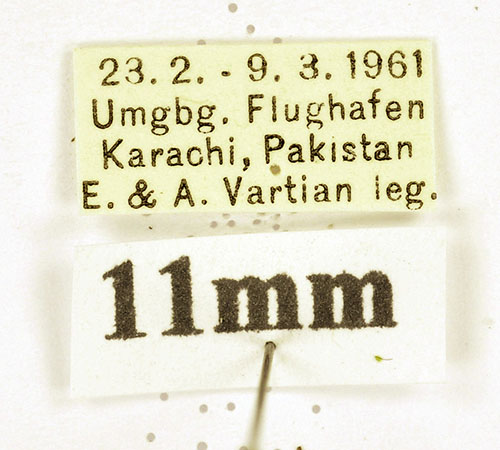 23. 2. - 9. 3. 1961
Umgbg. Flughafen
Karachi, Pakistan
E. & A. Vartian leg.
11mm